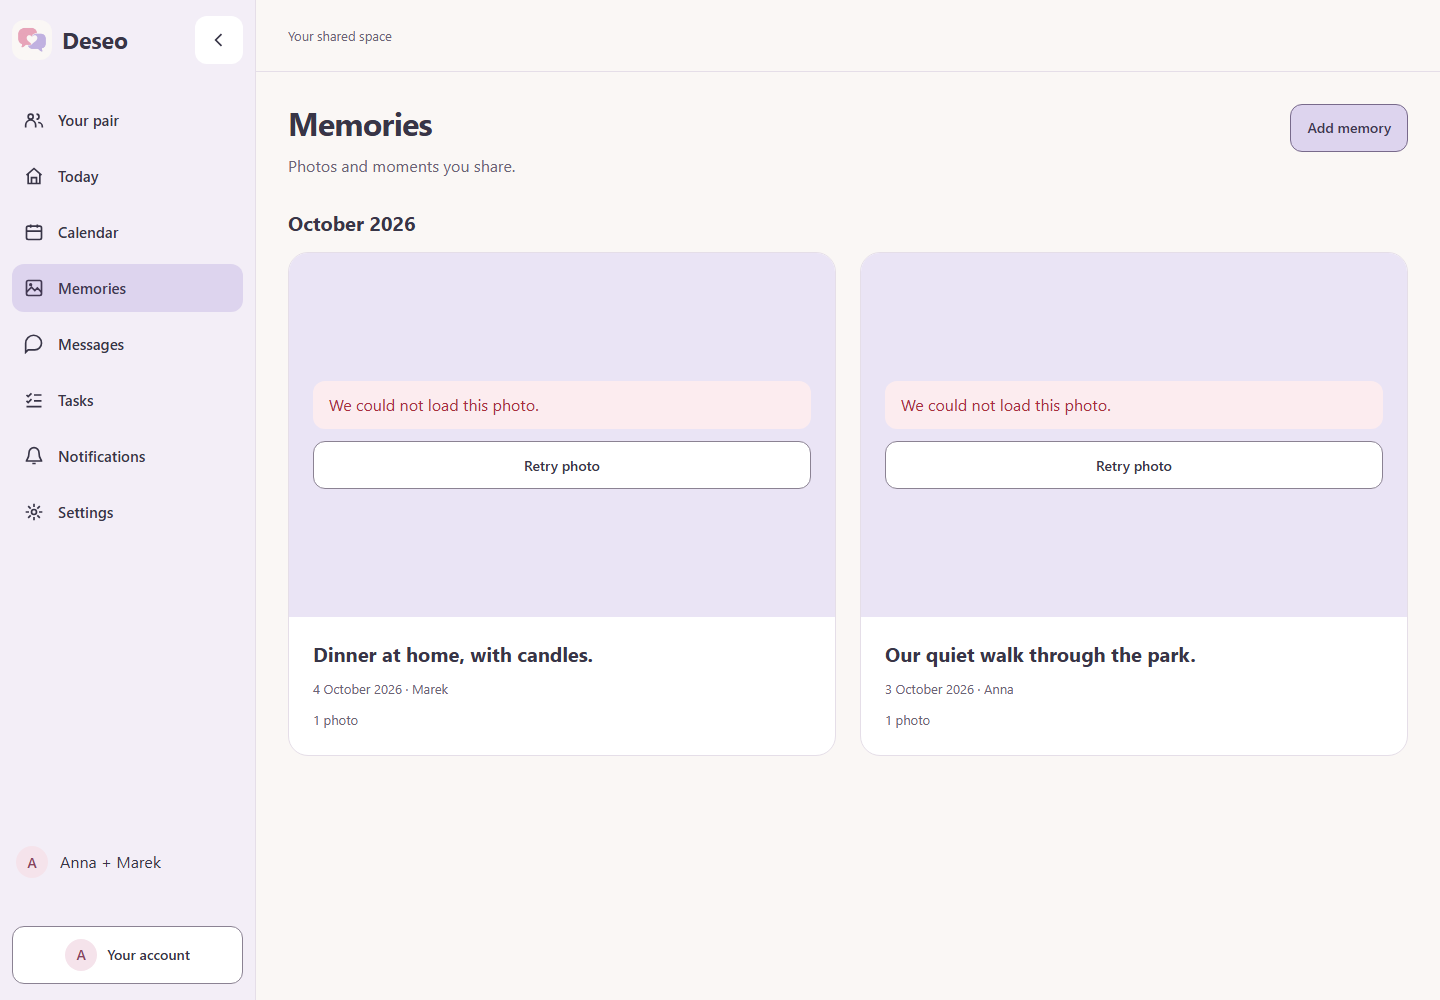 Deseo
Your pair
Today
Calendar
Memories
Messages
Tasks
Notifications
Settings
A
Anna + Marek
A
Your account
Your shared space
Memories
Photos and moments you share.
Add memory
October 2026
We could not load this photo.
Retry photo
Dinner at home, with candles.
4 October 2026 · Marek
1 photo
We could not load this photo.
Retry photo
Our quiet walk through the park.
3 October 2026 · Anna
1 photo